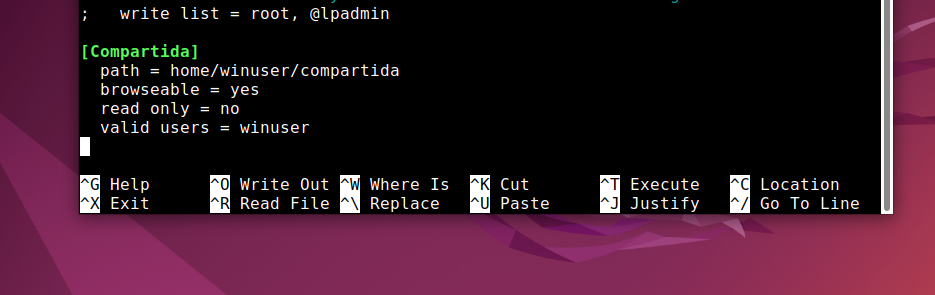 ;   write list = root, @lpadmin
[Compartida]
  path = home/winuser/compartida
  browseable = yes
  read only = no
  valid users = winuser
^G Help ^O Write Out ^W Where Is ^K Cut ^T Execute ^C Location
^X Exit ^R Read File ^\ Replace ^U Paste ^J Justify ^/ Go To Line